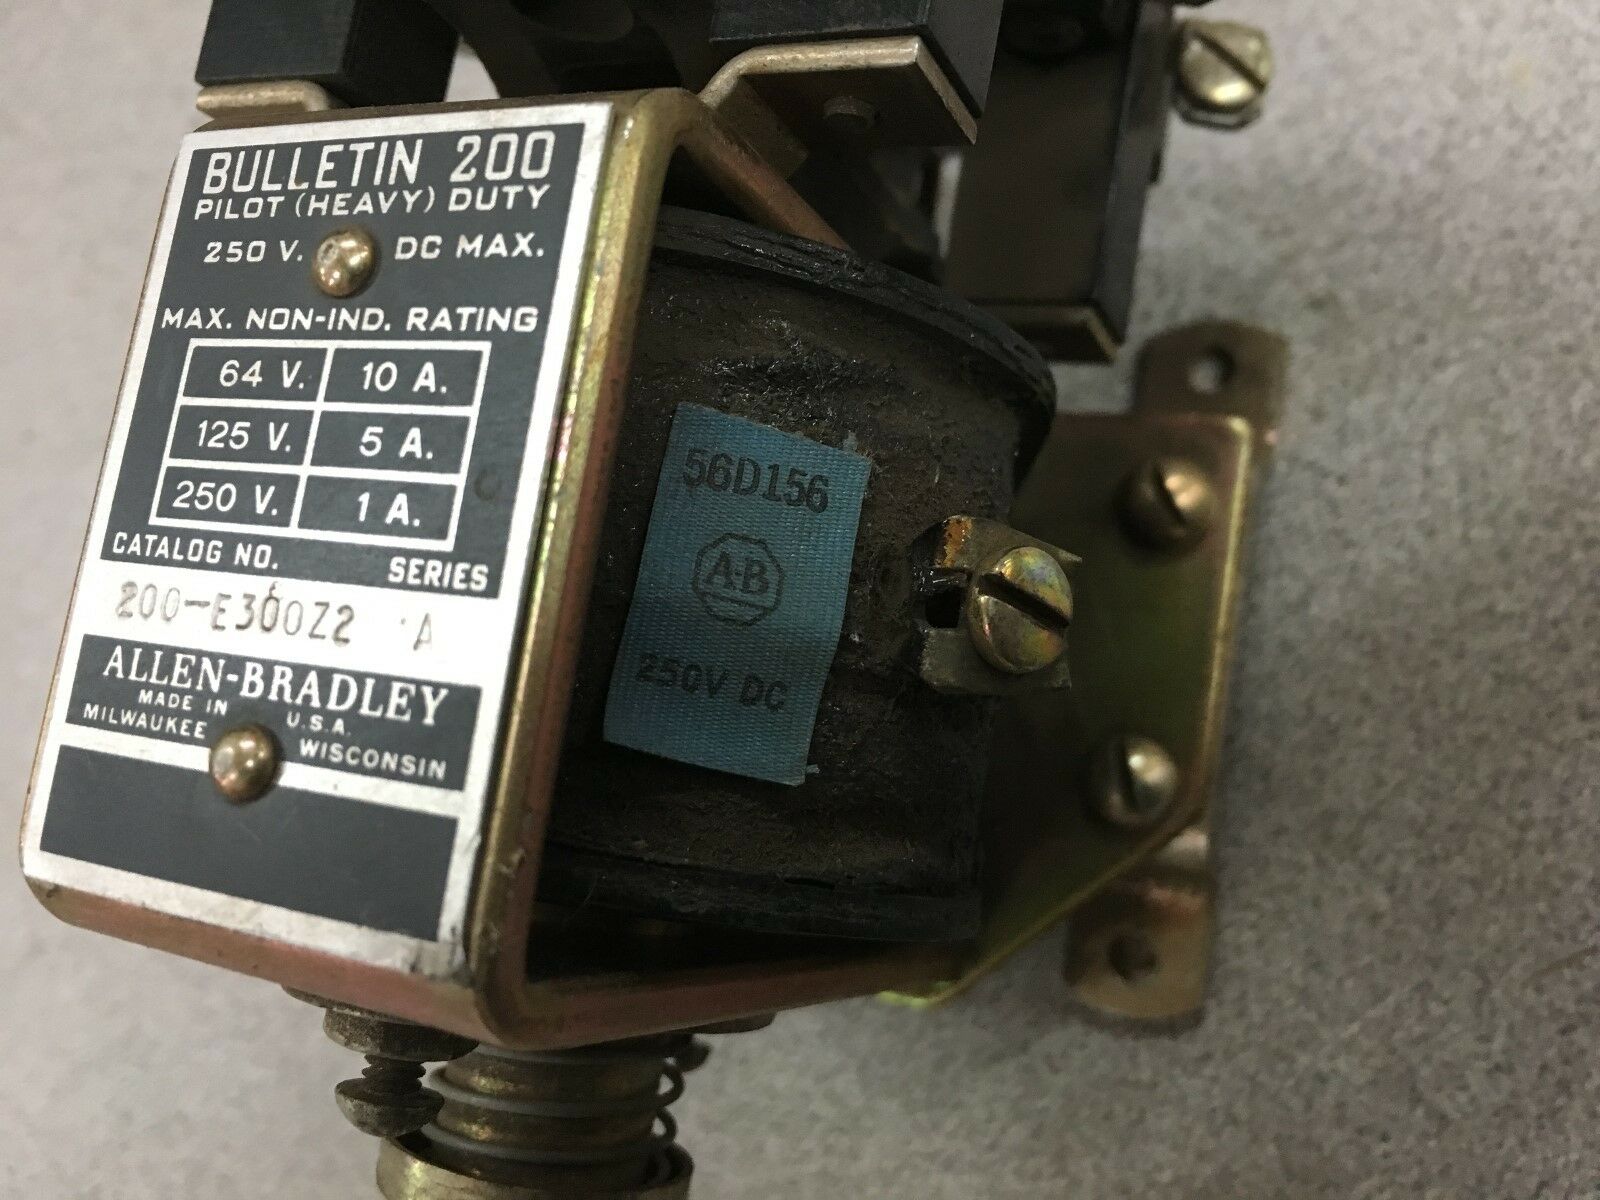 BULLETIN 200
PILOT (HEAVY) DUTY
250 V. DC MAX.
MAX. NON-IND. RATING
64 V. 10 A.
125 V. 5 A.
250 V. 1 A.
CATALOG NO. SERIES
200-E300Z2 A
ALLEN-BRADLEY
MADE IN U.S.A.
MILWAUKEE WISCONSIN
56D156
A-B
250V DC